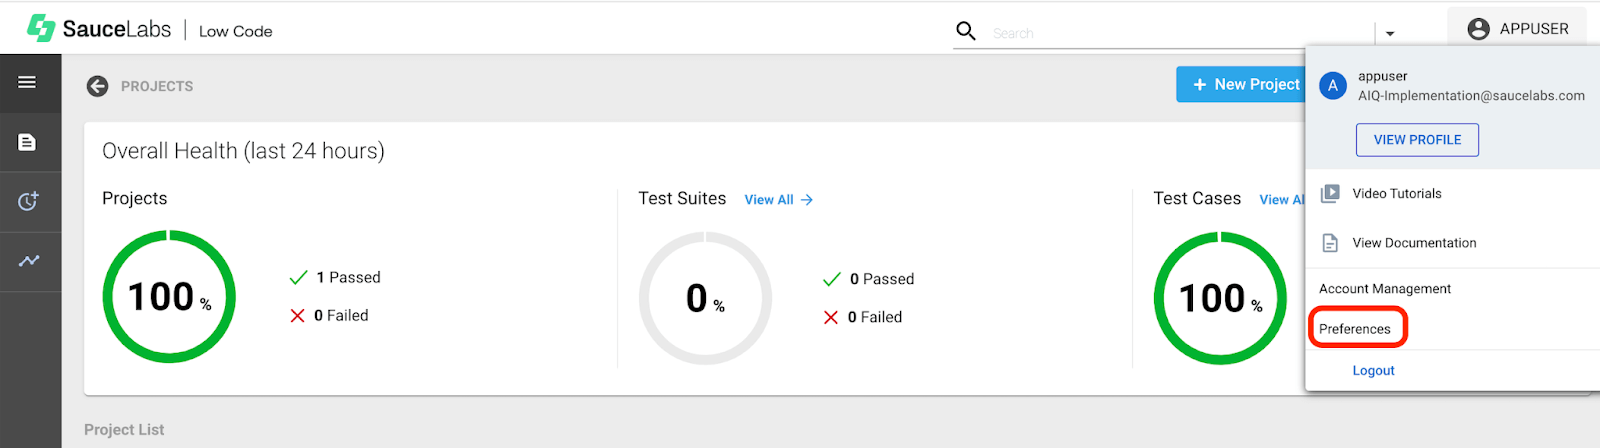 SauceLabs | Low Code
Search
APPUSER
PROJECTS
+ New Project
Overall Health (last 24 hours)
Projects
100 %
1 Passed
0 Failed
Test Suites View All →
0 %
0 Passed
0 Failed
Test Cases View Al
100 %
A
appuser
AIQ-Implementation@saucelabs.com
VIEW PROFILE
Video Tutorials
View Documentation
Account Management
Preferences
Logout
Project List